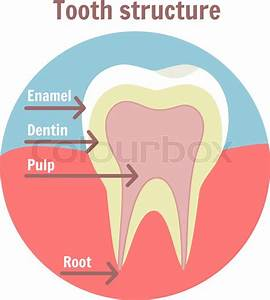 Tooth structure
Enamel
Dentin
Pulp
Colourbox
Root